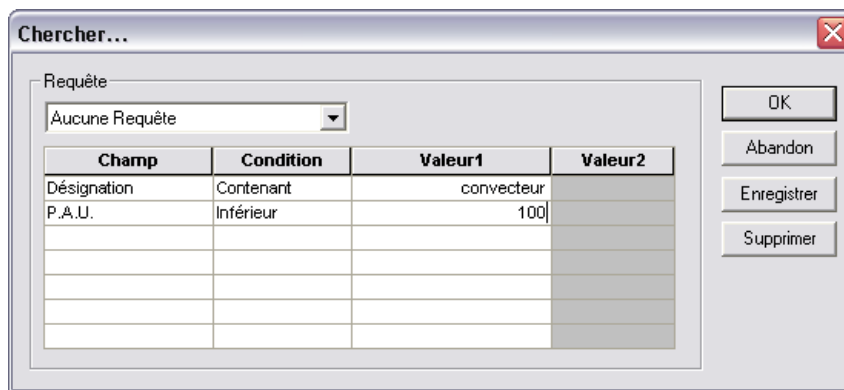 Chercher...
Requête
Aucune Requête
Champ Condition Valeur1 Valeur2
Désignation Contenant convecteur
P.A.U. Inférieur 100
OK
Abandon
Enregistrer
Supprimer